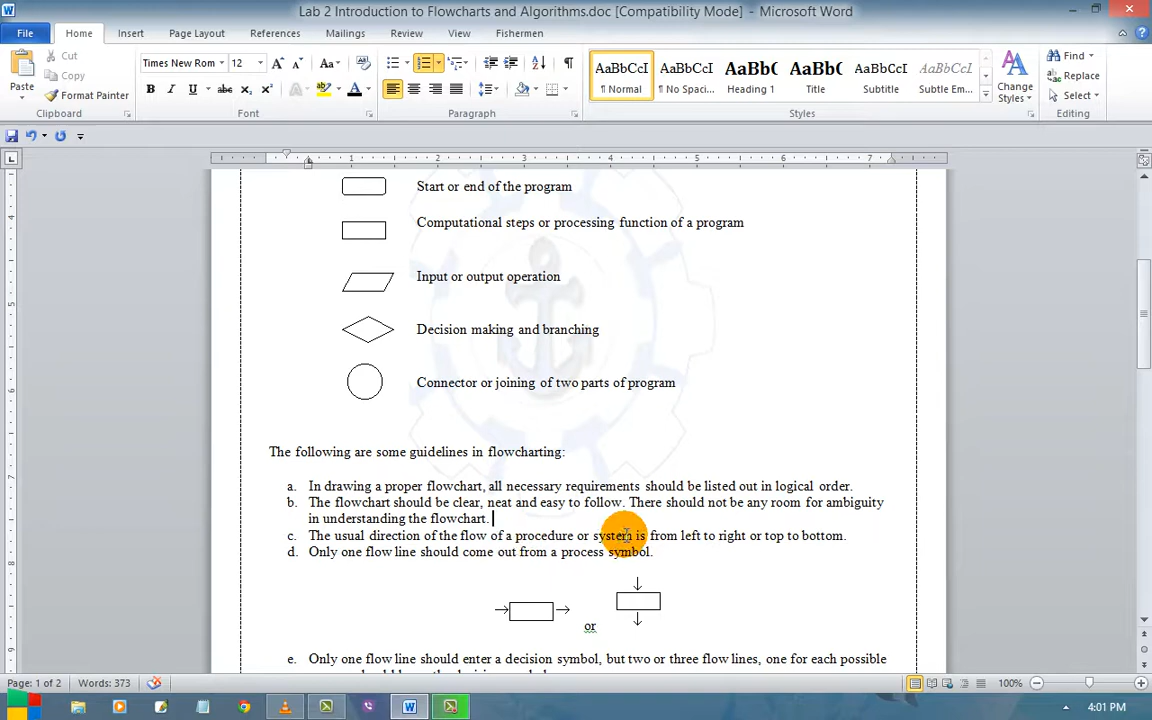 Lab 2 Introduction to Flowcharts and Algorithms.doc [Compatibility Mode] - Microsoft Word
File Home Insert Page Layout References Mailings Review View Fishermen
Paste
Cut
Copy
Format Painter
Clipboard
Times New Rom 12
Font
Paragraph
AaBbCcI AaBbCcI AaBb( AaBb( AaBbCcI AaBbCcI
¶ Normal ¶ No Spaci... Heading 1 Title Subtitle Subtle Em...
Styles
Change Styles
Find
Replace
Select
Editing
1 2 3 4 5 6 7
Start or end of the program
Computational steps or processing function of a program
Input or output operation
Decision making and branching
Connector or joining of two parts of program
The following are some guidelines in flowcharting:
a. In drawing a proper flowchart, all necessary requirements should be listed out in logical order.
b. The flowchart should be clear, neat and easy to follow. There should not be any room for ambiguity
in understanding the flowchart.
c. The usual direction of the flow of a procedure or system is from left to right or top to bottom.
d. Only one flow line should come out from a process symbol.
or
e. Only one flow line should enter a decision symbol, but two or three flow lines, one for each possible
Page: 1 of 2 Words: 373 100%
4:01 PM